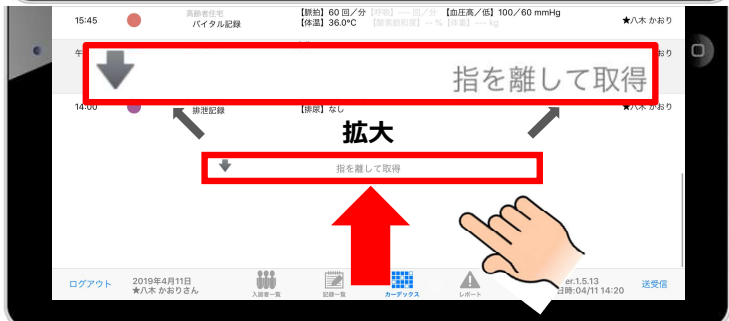 15:45
高齢者住宅
バイタル記録
【脈拍】60 回／分 【呼吸】--- 回／分 【血圧高／低】100／60 mmHg
【体温】36.0℃ 【酸素飽和度】-- % 【体重】--- kg
★八木 かおり
指を離して取得
14:00
排泄記録
【排尿】なし
★八木 かおり
拡大
指を離して取得
ログアウト
2019年4月11日
★八木 かおりさん
入居者一覧
記録一覧
カーデックス
レポート
er.1.5.13
日時:04/11 14:20
送受信